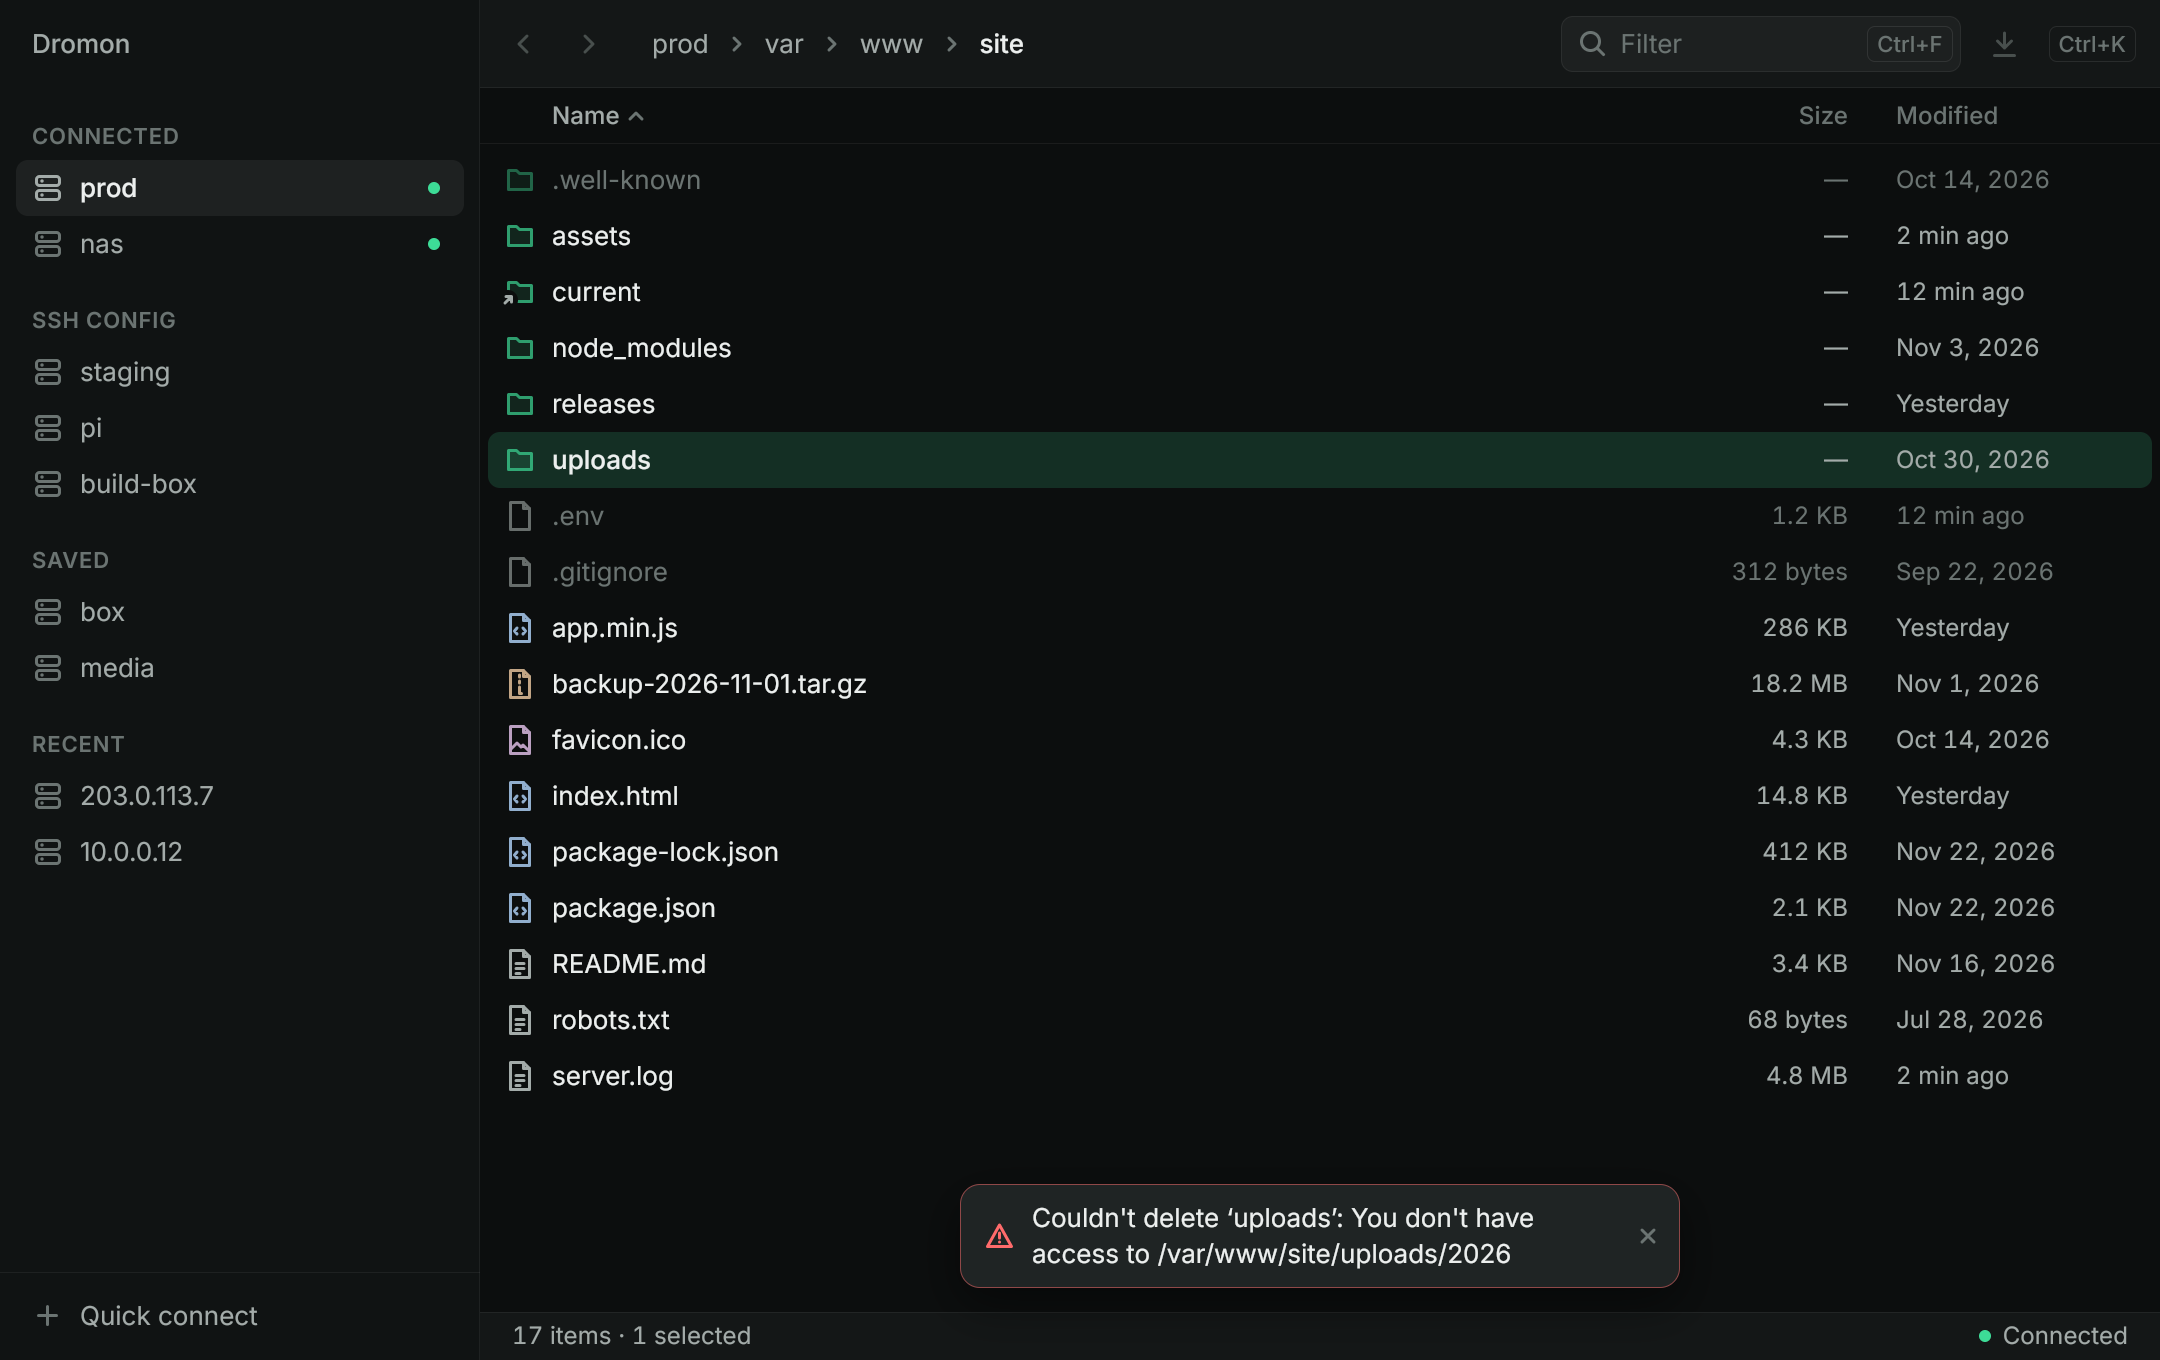 Dromon
CONNECTED
prod
nas
SSH CONFIG
staging
pi
build-box
SAVED
box
media
RECENT
203.0.113.7
10.0.0.12
Quick connect
prod › var › www › site
Filter Ctrl+F Ctrl+K
Name Size Modified
.well-known — Oct 14, 2026
assets — 2 min ago
current — 12 min ago
node_modules — Nov 3, 2026
releases — Yesterday
uploads — Oct 30, 2026
.env 1.2 KB 12 min ago
.gitignore 312 bytes Sep 22, 2026
app.min.js 286 KB Yesterday
backup-2026-11-01.tar.gz 18.2 MB Nov 1, 2026
favicon.ico 4.3 KB Oct 14, 2026
index.html 14.8 KB Yesterday
package-lock.json 412 KB Nov 22, 2026
package.json 2.1 KB Nov 22, 2026
README.md 3.4 KB Nov 16, 2026
robots.txt 68 bytes Jul 28, 2026
server.log 4.8 MB 2 min ago
Couldn't delete ‘uploads’: You don't have
access to /var/www/site/uploads/2026
17 items · 1 selected
Connected